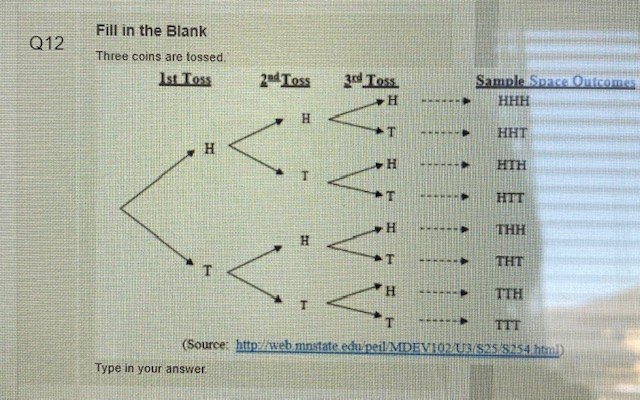 Q12
Fill in the Blank
Three coins are tossed.
1st Toss 2nd Toss 3rd Toss Sample Space Outcomes
H HHH
H
T HHT
H
H HTH
T
T HTT
H THH
H
T THT
T
H TTH
T
T TTT
(Source: http://web.mnstate.edu/peil/MDEV102/U3/S25/S254.html)
Type in your answer.